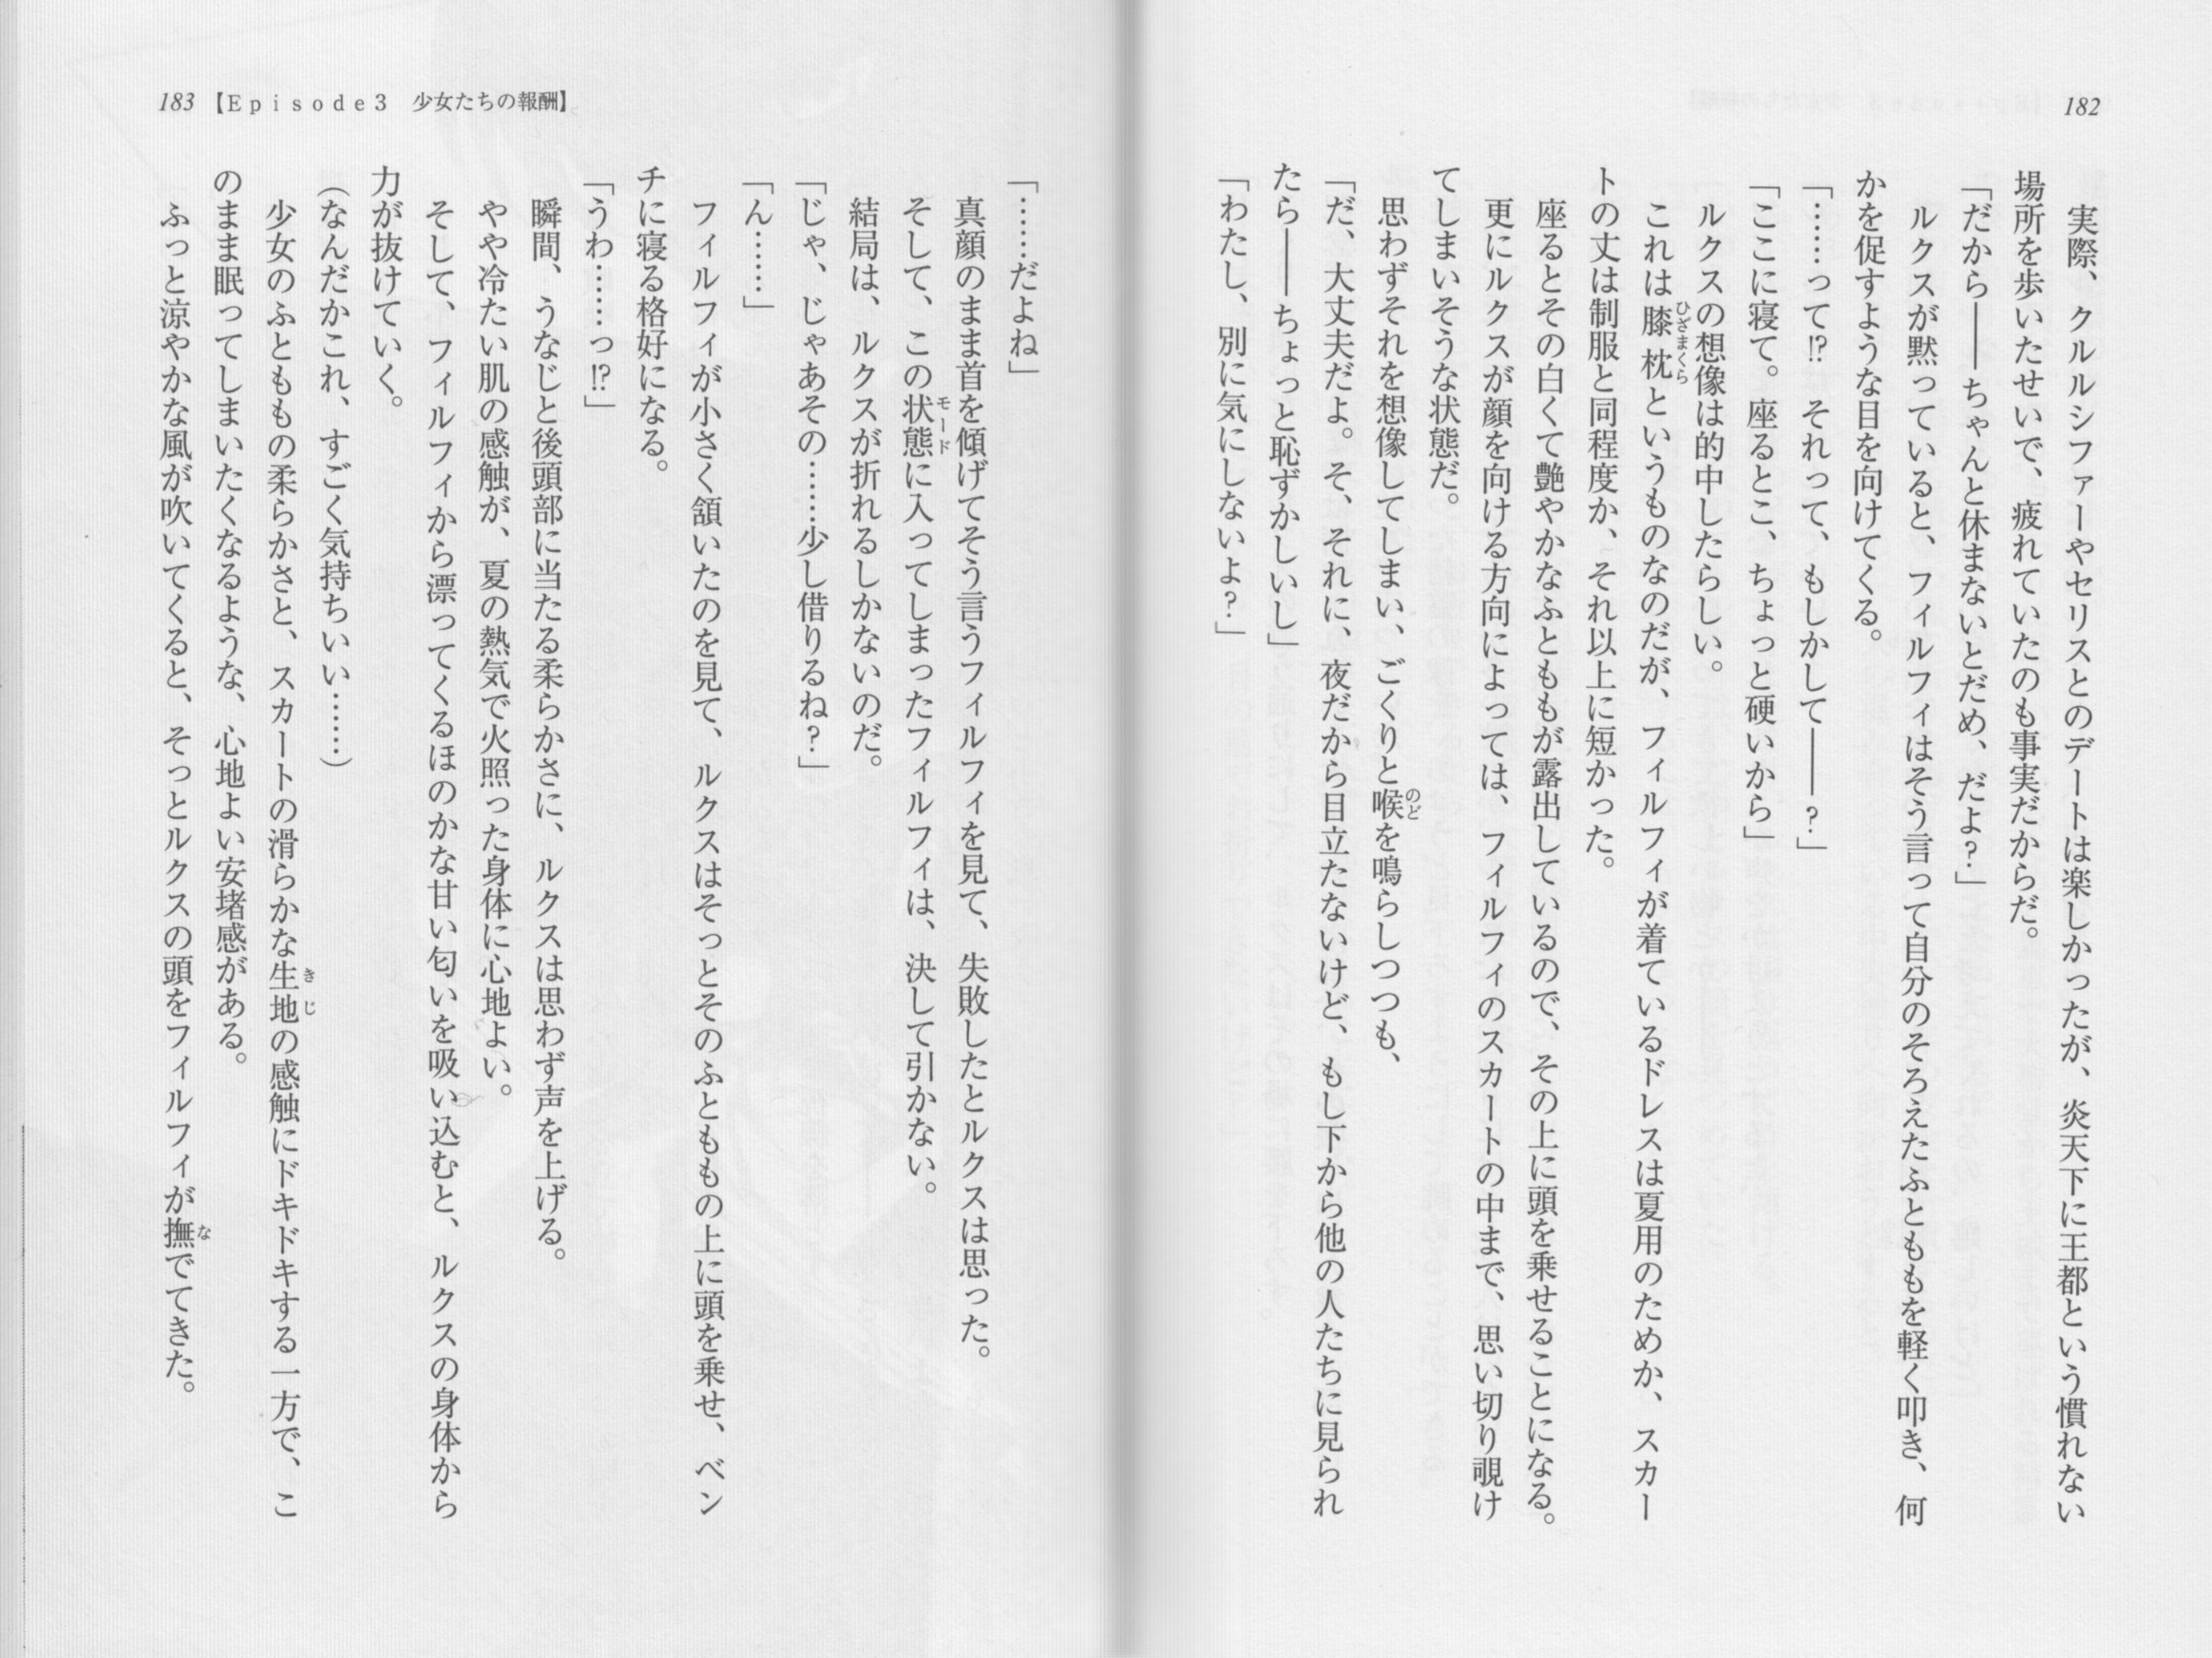 182
実際、クルルシファーやセリスとのデートは楽しかったが、炎天下に王都という慣れない
場所を歩いたせいで、疲れていたのも事実だからだ。
「だから――ちゃんと休まないとだめ、だよ?」
ルクスが黙っていると、フィルフィはそう言って自分のそろえたふとももを軽く叩き、何
かを促すような目を向けてくる。
「……って!? それって、もしかして――?」
「ここに寝て。座るとこ、ちょっと硬いから」
ルクスの想像は的中したらしい。
これは膝枕ひざまくらというものなのだが、フィルフィが着ているドレスは夏用のためか、スカー
トの丈は制服と同程度か、それ以上に短かった。
座るとその白くて艶やかなふとももが露出しているので、その上に頭を乗せることになる。
更にルクスが顔を向ける方向によっては、フィルフィのスカートの中まで、思い切り覗け
てしまいそうな状態だ。
思わずそれを想像してしまい、ごくりと喉のどを鳴らしつつも、
「だ、大丈夫だよ。そ、それに、夜だから目立たないけど、もし下から他の人たちに見られ
たら――ちょっと恥ずかしいし」
「わたし、別に気にしないよ?」
183【Episode3 少女たちの報酬】
「……だよね」
真顔のまま首を傾げてそう言うフィルフィを見て、失敗したとルクスは思った。
そして、この状態モードに入ってしまったフィルフィは、決して引かない。
結局は、ルクスが折れるしかないのだ。
「じゃ、じゃあその……少し借りるね?」
「ん……」
フィルフィが小さく頷いたのを見て、ルクスはそっとそのふとももの上に頭を乗せ、ベン
チに寝る格好になる。
「うわ……っ!?」
瞬間、うなじと後頭部に当たる柔らかさに、ルクスは思わず声を上げる。
やや冷たい肌の感触が、夏の熱気で火照った身体に心地よい。
そして、フィルフィから漂ってくるほのかな甘い匂いを吸い込むと、ルクスの身体から
力が抜けていく。
(なんだかこれ、すごく気持ちいい……)
少女のふとももの柔らかさと、スカートの滑らかな生地きじの感触にドキドキする一方で、こ
のまま眠ってしまいたくなるような、心地よい安堵感がある。
ふっと涼やかな風が吹いてくると、そっとルクスの頭をフィルフィが撫なでてきた。